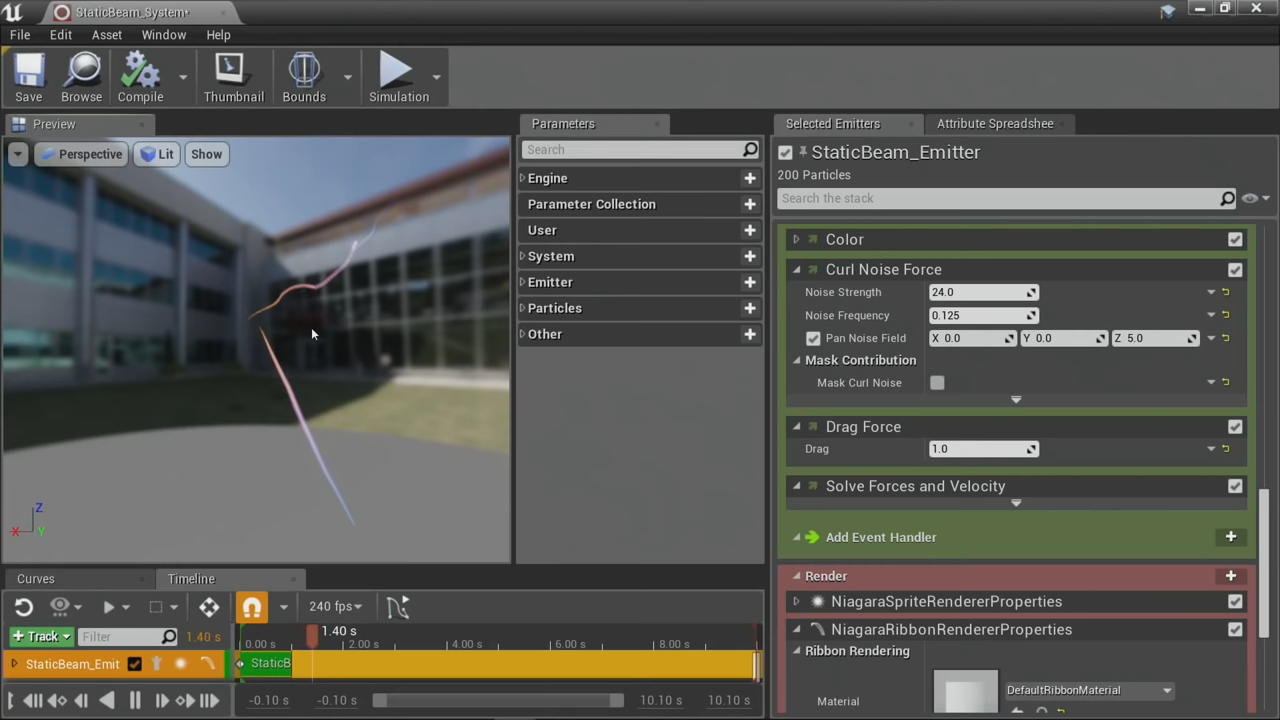 StaticBeam_System*
File Edit Asset Window Help
Save Browse Compile Thumbnail Bounds Simulation
Preview
Perspective Lit Show
X Z Y
Parameters
Search
Engine
Parameter Collection
User
System
Emitter
Particles
Other
Selected Emitters Attribute Spreadshee
StaticBeam_Emitter
200 Particles
Search the stack
Color
Curl Noise Force
Noise Strength 24.0
Noise Frequency 0.125
Pan Noise Field X 0.0 Y 0.0 Z 5.0
Mask Contribution
Mask Curl Noise
Drag Force
Drag 1.0
Solve Forces and Velocity
Add Event Handler
Render
NiagaraSpriteRendererProperties
NiagaraRibbonRendererProperties
Ribbon Rendering
Material DefaultRibbonMaterial
Curves Timeline
240 fps
Track Filter 1.40 s
1.40 s
0.00 s 2.00 s 4.00 s 6.00 s 8.00 s
StaticBeam_Emit StaticB
-0.10 s -0.10 s 10.10 s 10.10 s